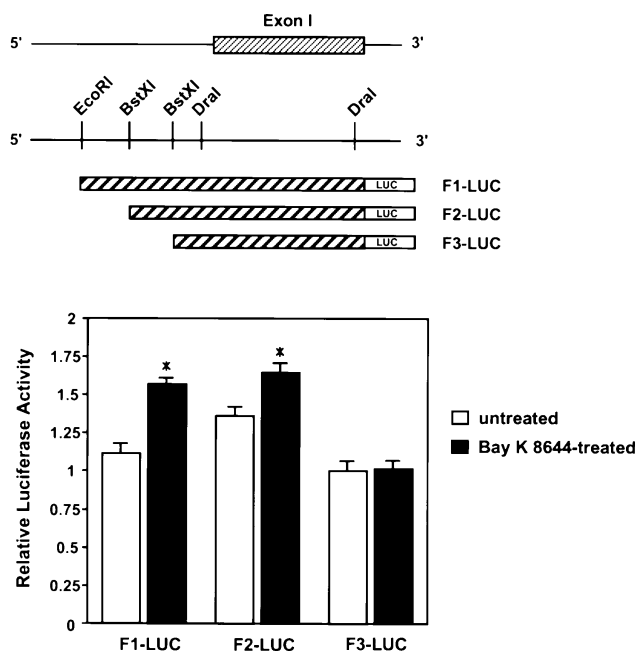 Exon I
5' 3'
EcoRI BstXI BstXI DraI DraI
5' 3'
LUC F1-LUC
LUC F2-LUC
LUC F3-LUC
Relative Luciferase Activity
2
1.75
1.5
1.25
1
0.75
0.5
0.25
0
* *
untreated
Bay K 8644-treated
F1-LUC F2-LUC F3-LUC